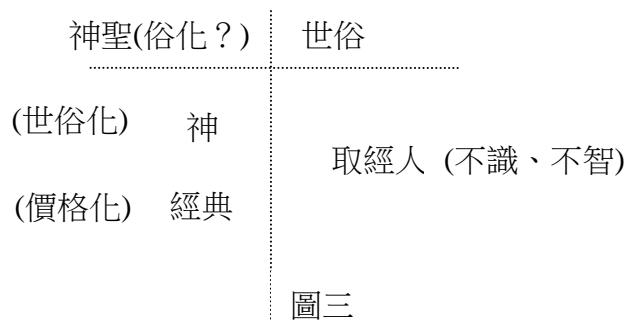 神聖(俗化？) 世俗
(世俗化) 神
取經人 (不識、不智)
(價格化) 經典
圖三